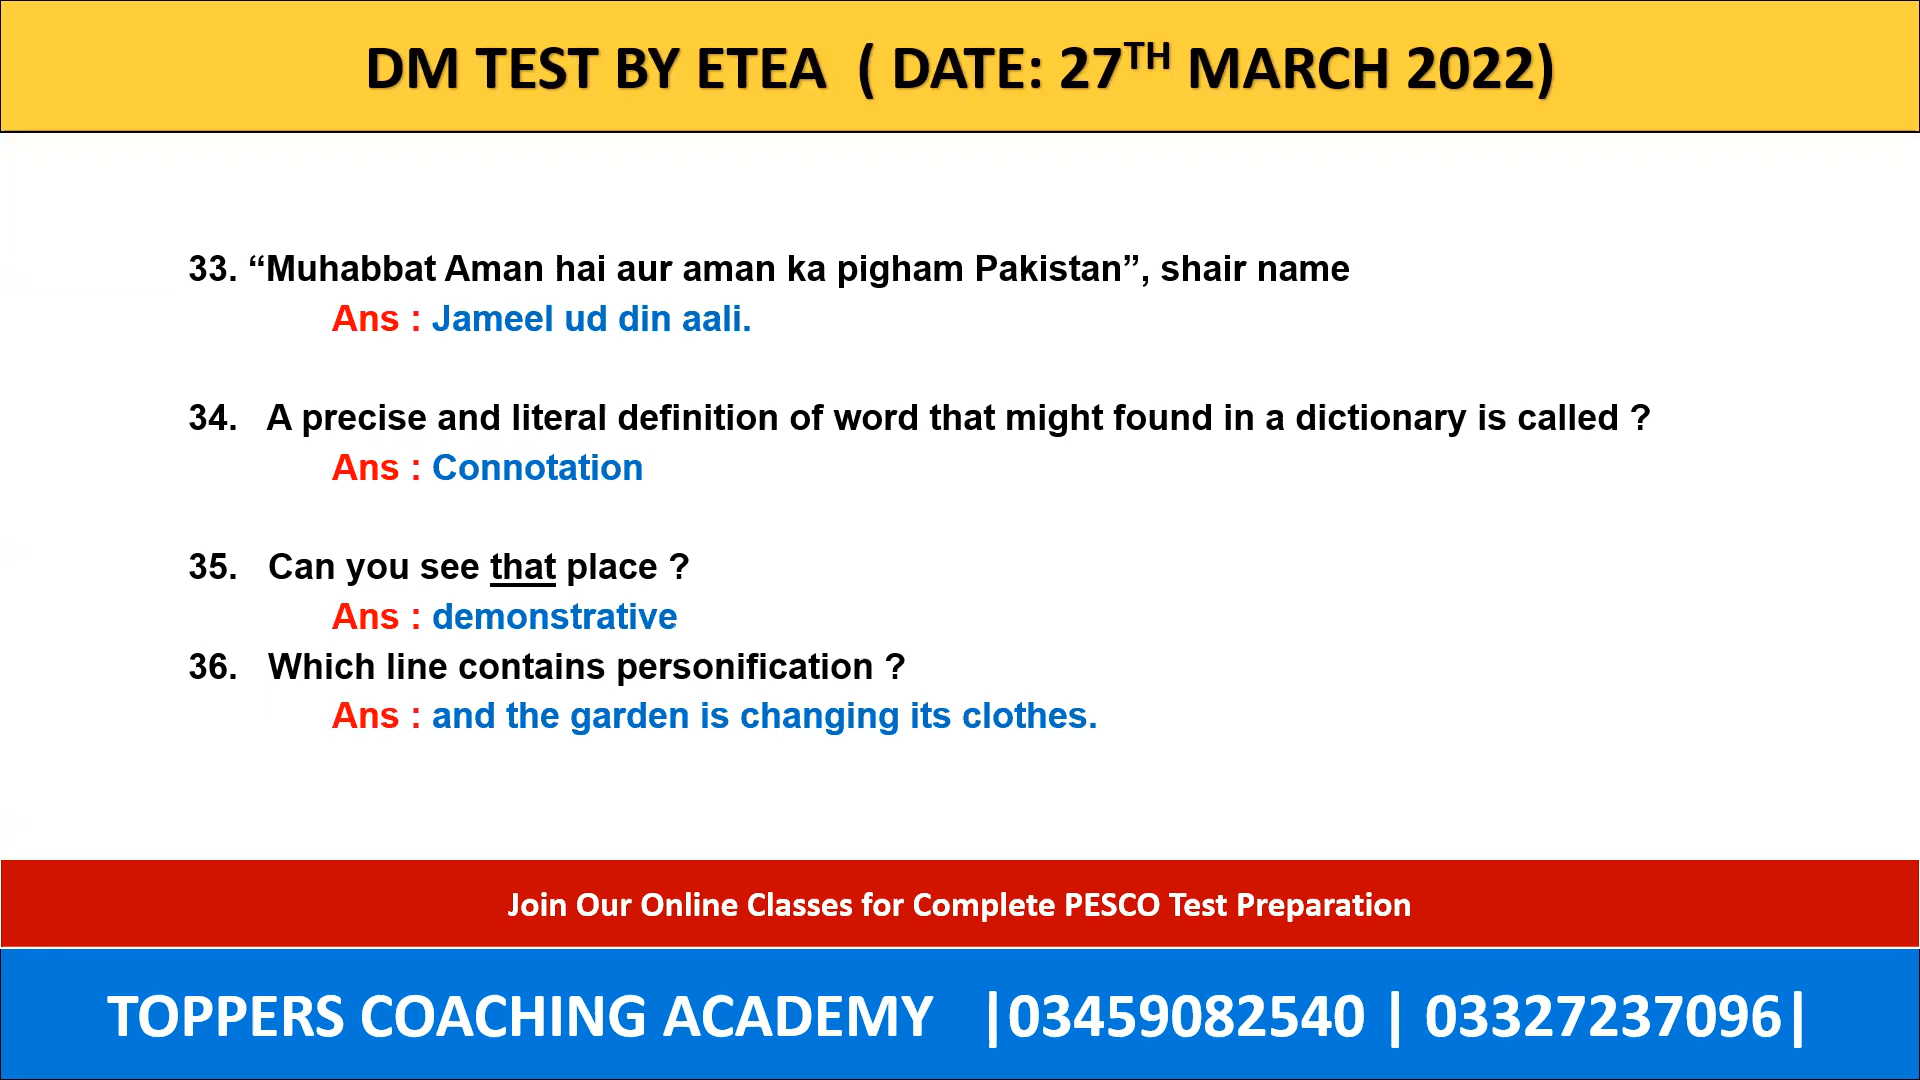 DM TEST BY ETEA ( DATE: 27TH MARCH 2022)
33. “Muhabbat Aman hai aur aman ka pigham Pakistan”, shair name
Ans : Jameel ud din aali.
34. A precise and literal definition of word that might found in a dictionary is called ?
Ans : Connotation
35. Can you see that place ?
Ans : demonstrative
36. Which line contains personification ?
Ans : and the garden is changing its clothes.
Join Our Online Classes for Complete PESCO Test Preparation
TOPPERS COACHING ACADEMY |03459082540 | 03327237096|